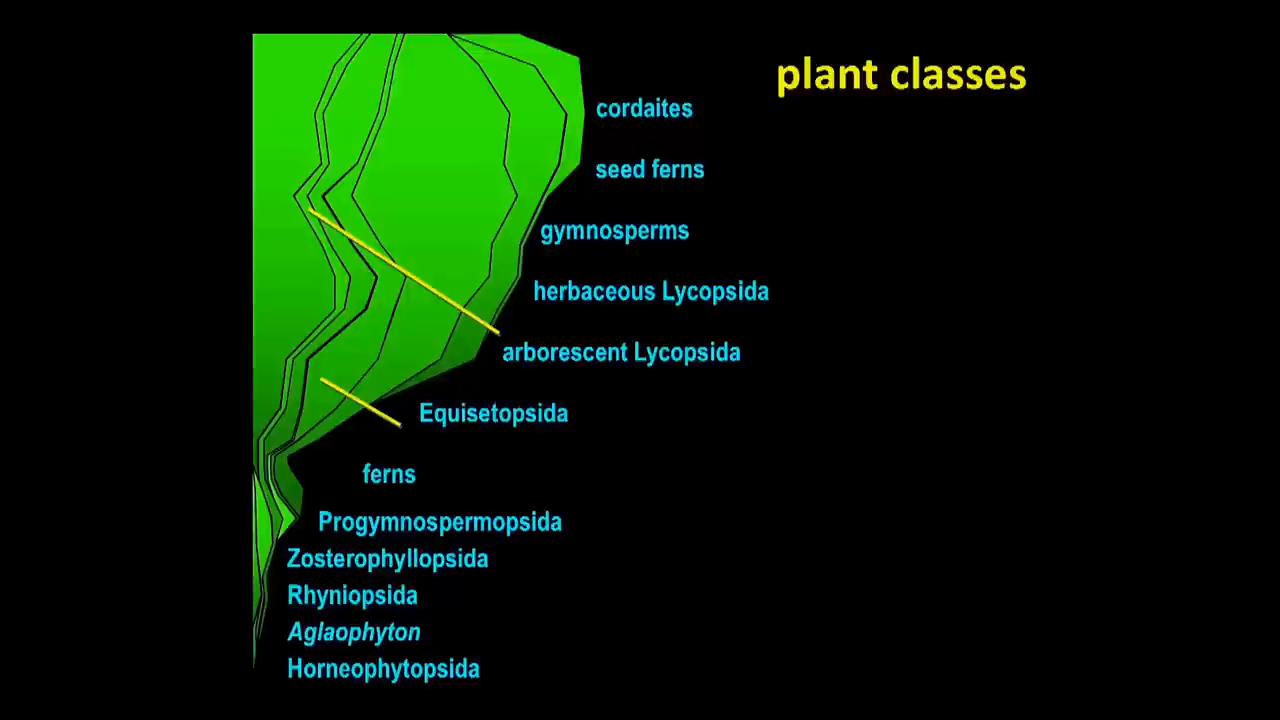 plant classes
cordaites
seed ferns
gymnosperms
herbaceous Lycopsida
arborescent Lycopsida
Equisetopsida
ferns
Progymnospermopsida
Zosterophyllopsida
Rhyniopsida
Aglaophyton
Horneophytopsida